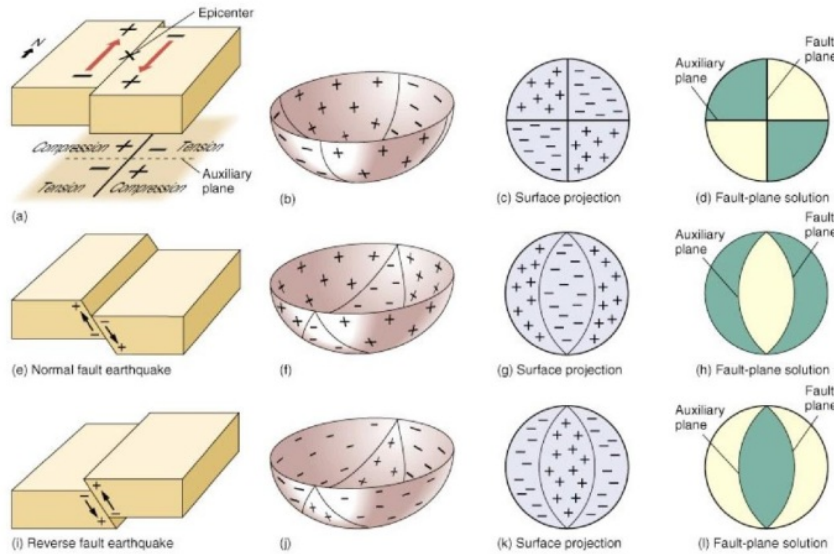 Epicenter
N
Compression
Tension
Tension
Compression
Auxiliary
plane
(a)
(b)
(c) Surface projection
Auxiliary
plane
Fault
plane
(d) Fault-plane solution
(e) Normal fault earthquake
(f)
(g) Surface projection
Auxiliary
plane
Fault
plane
(h) Fault-plane solution
(i) Reverse fault earthquake
(j)
(k) Surface projection
Auxiliary
plane
Fault
plane
(l) Fault-plane solution